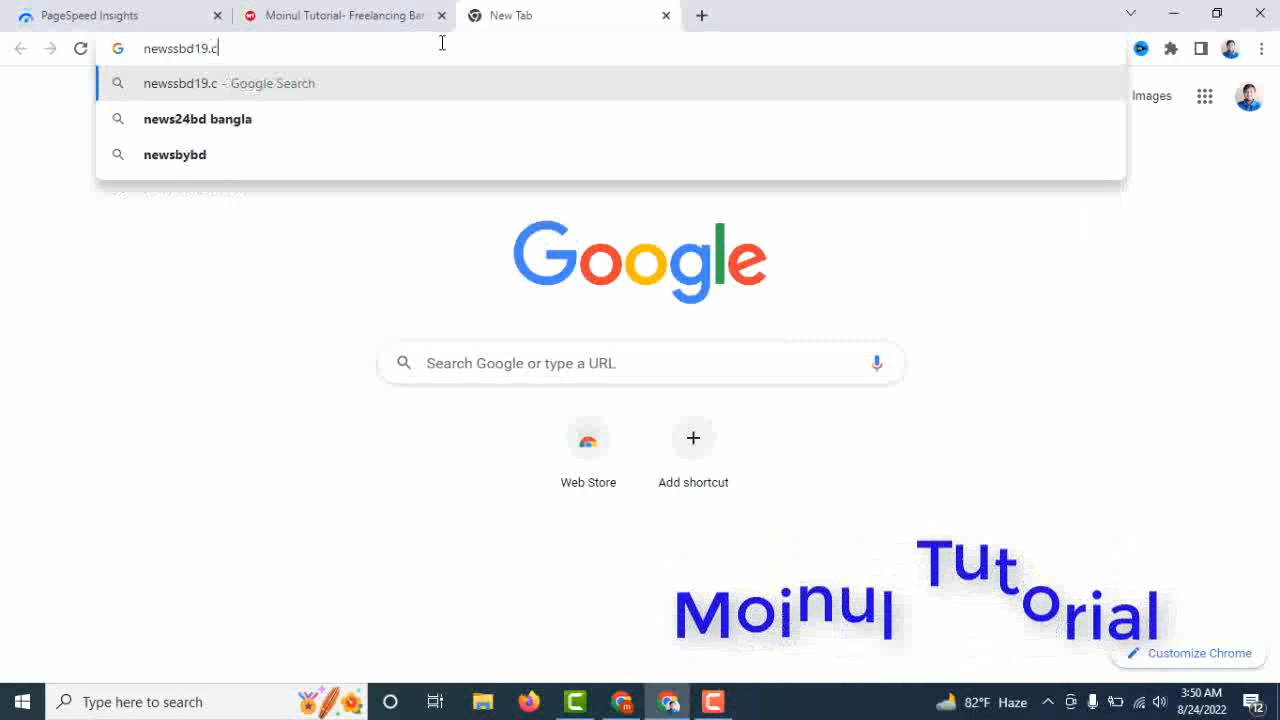 PageSpeed Insights
Moinul Tutorial- Freelancing Bar
New Tab
newssbd19.c
newssbd19.c - Google Search
news24bd bangla
newsbybd
Images
Google
Search Google or type a URL
Web Store
Add shortcut
Moinul Tutorial
Customize Chrome
Type here to search
82°F Haze
3:50 AM
8/24/2022
12